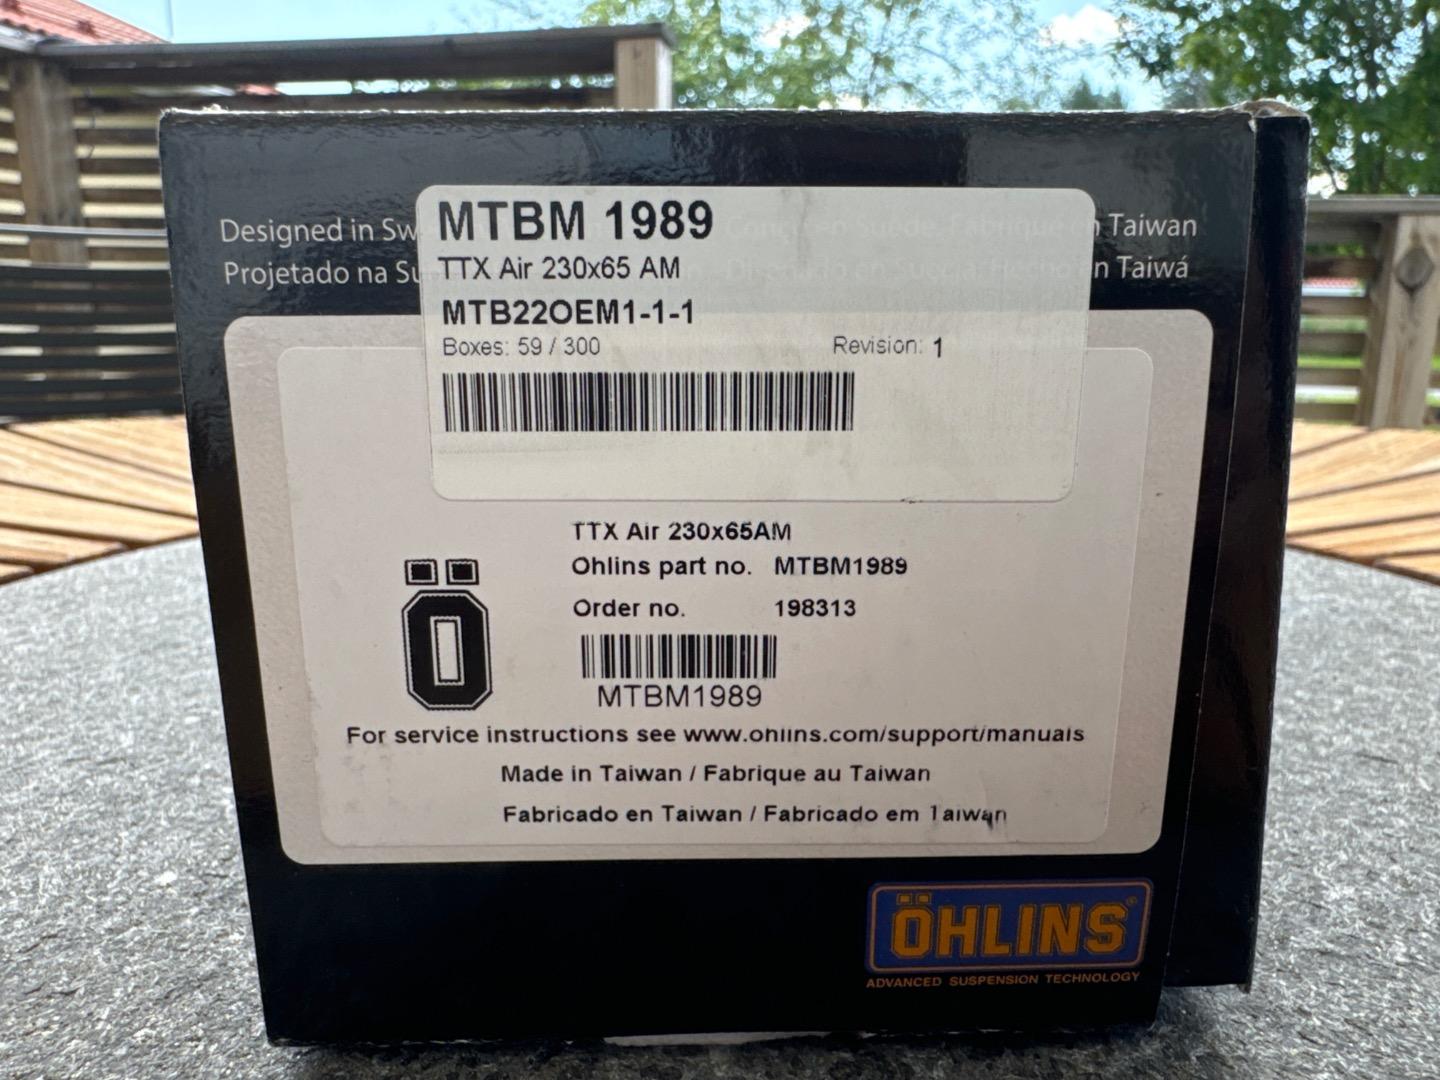 Designed in Taiwan
Projetado na Taiwá
MTBM 1989
TTX Air 230x65 AM
MTB22OEM1-1-1
Boxes: 59 / 300 Revision: 1
TTX Air 230x65AM
Ohlins part no. MTBM1989
Order no. 198313
MTBM1989
For service instructions see www.ohlins.com/support/manuals
Made in Taiwan / Fabrique au Taiwan
Fabricado en Taiwan / Fabricado em Taiwan
Ö
ÖHLINS®
ADVANCED SUSPENSION TECHNOLOGY